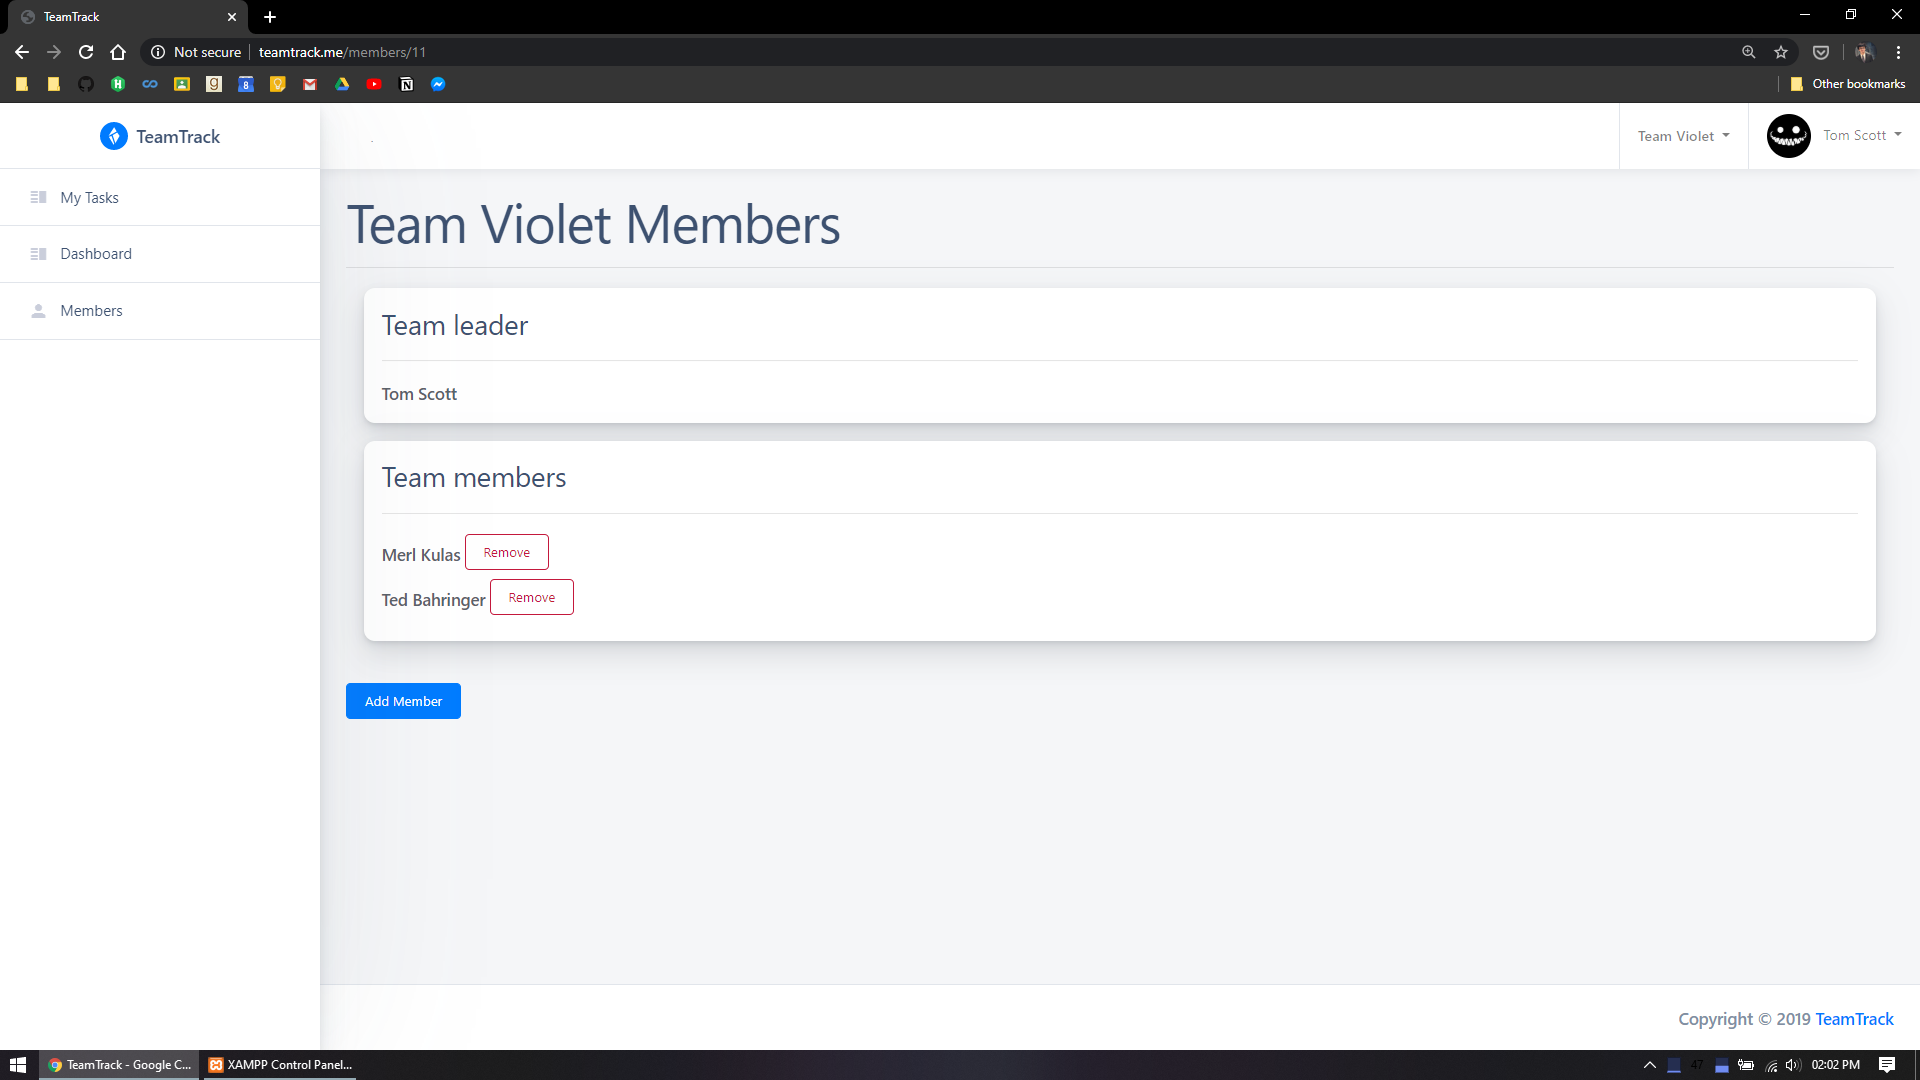 TeamTrack
Not secure
teamtrack.me/members/11
Other bookmarks
TeamTrack
Team Violet
Tom Scott
My Tasks
Dashboard
Members
Team Violet Members
Team leader
Tom Scott
Team members
Merl Kulas Remove
Ted Bahringer Remove
Add Member
Copyright © 2019 TeamTrack
TeamTrack - Google C...
XAMPP Control Panel...
47
02:02 PM